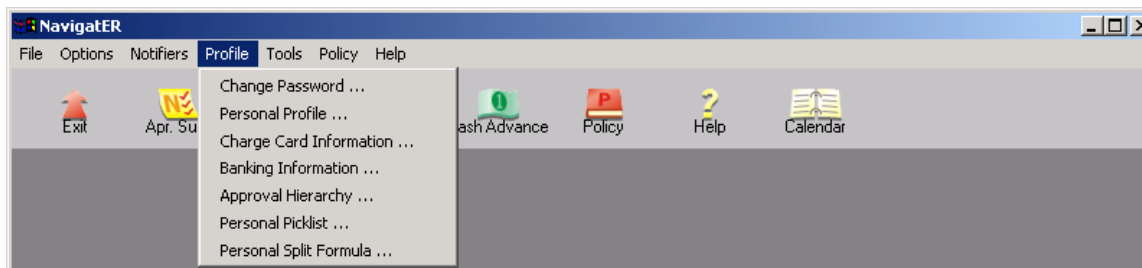 NavigatER
File Options Notifiers Profile Tools Policy Help
Change Password ...
Personal Profile ...
Charge Card Information ...
Banking Information ...
Approval Hierarchy ...
Personal Picklist ...
Personal Split Formula ...
Exit Apr. Su ash Advance Policy Help Calendar